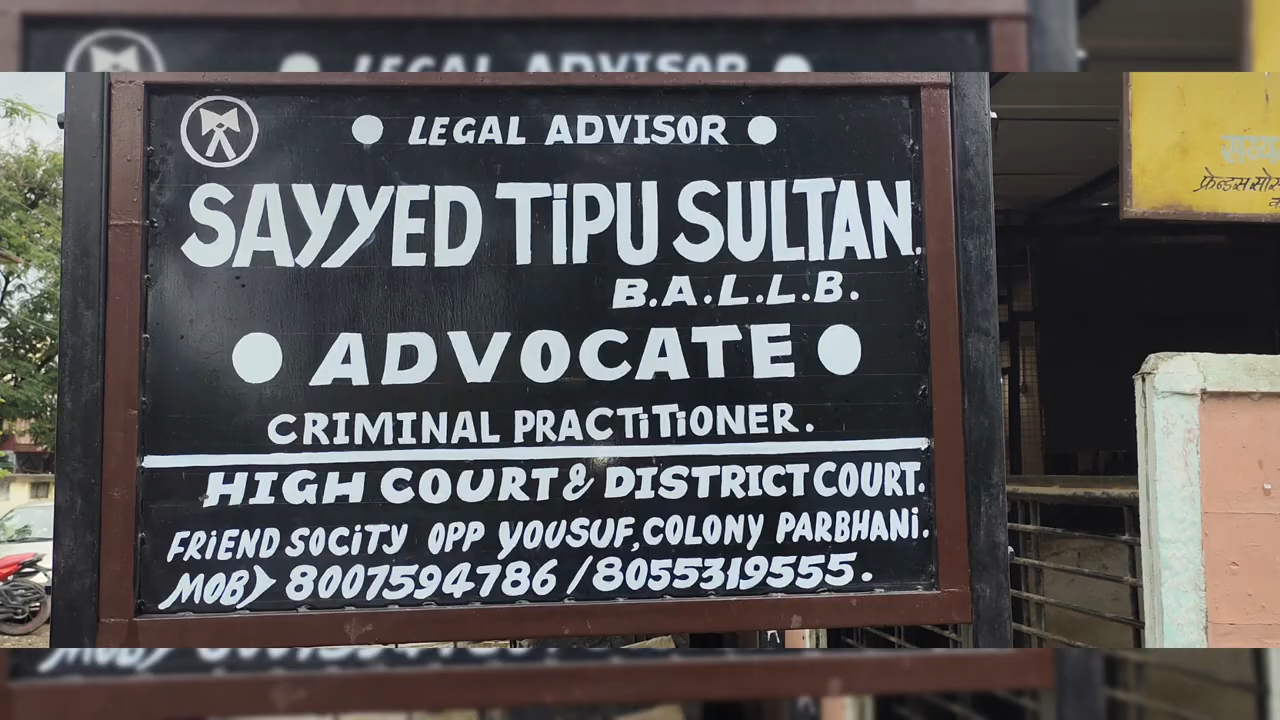 LEGAL ADVISOR
SAYYED TiPU SULTAN.
B.A.L.L.B.
ADVOCATE
CRIMINAL PRACTiTiONER.
HIGH COURT & DISTRICT COURT.
FRiEND SOCiTY OPP YOUSUF, COLONY PARBHANi.
MOB 8007594786 / 8055319555.